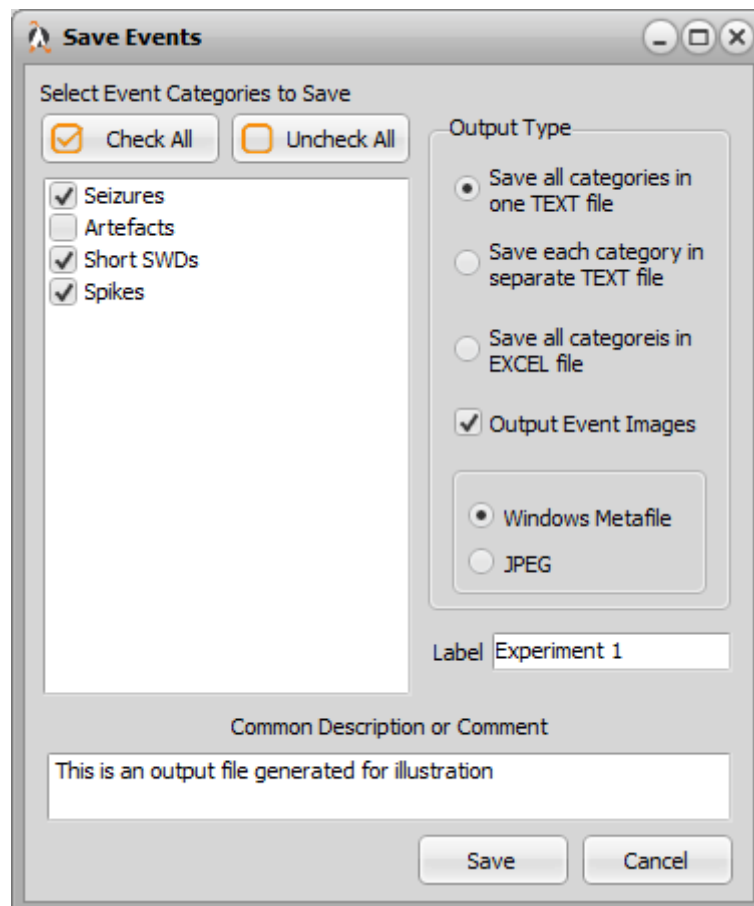 Save Events
Select Event Categories to Save
Check All
Uncheck All
Seizures
Artefacts
Short SWDs
Spikes
Output Type
Save all categories in
one TEXT file
Save each category in
separate TEXT file
Save all categoreis in
EXCEL file
Output Event Images
Windows Metafile
JPEG
Label Experiment 1
Common Description or Comment
This is an output file generated for illustration
Save
Cancel